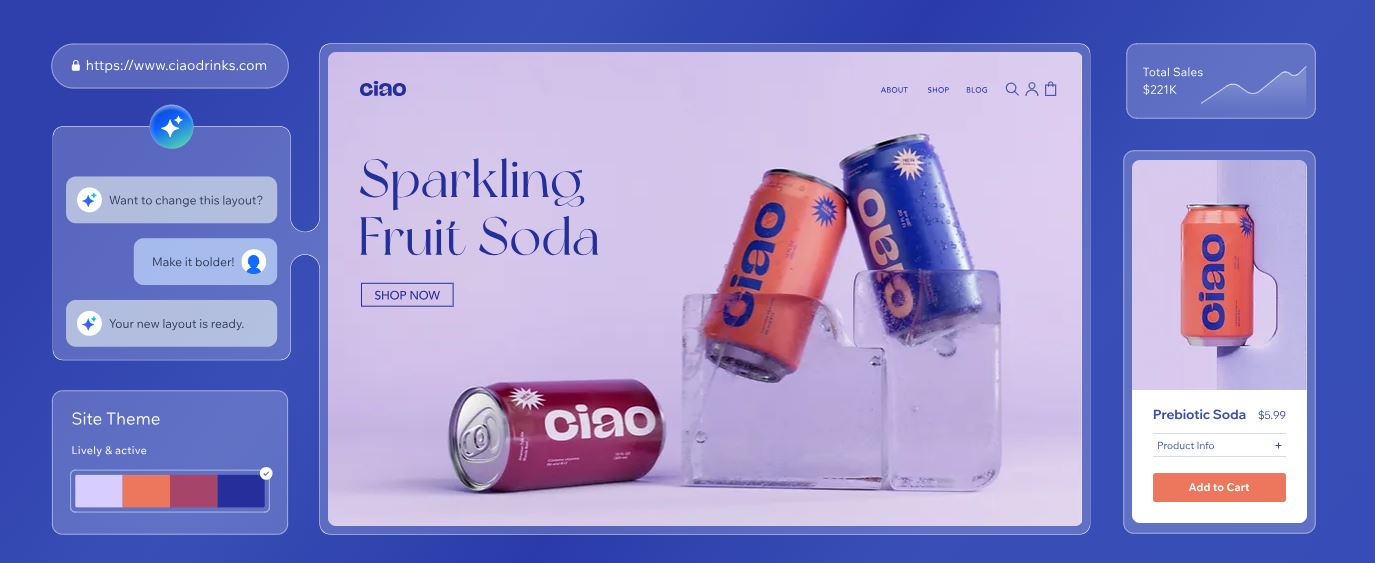 https://www.ciaodrinks.com
Want to change this layout?
Make it bolder!
Your new layout is ready.
Site Theme
Lively & active
ciao
ABOUT SHOP BLOG
Sparkling
Fruit Soda
SHOP NOW
ciao
ciao
ciao
NEW
Total Sales
$221K
ciao
Prebiotic Soda $5.99
Product Info +
Add to Cart